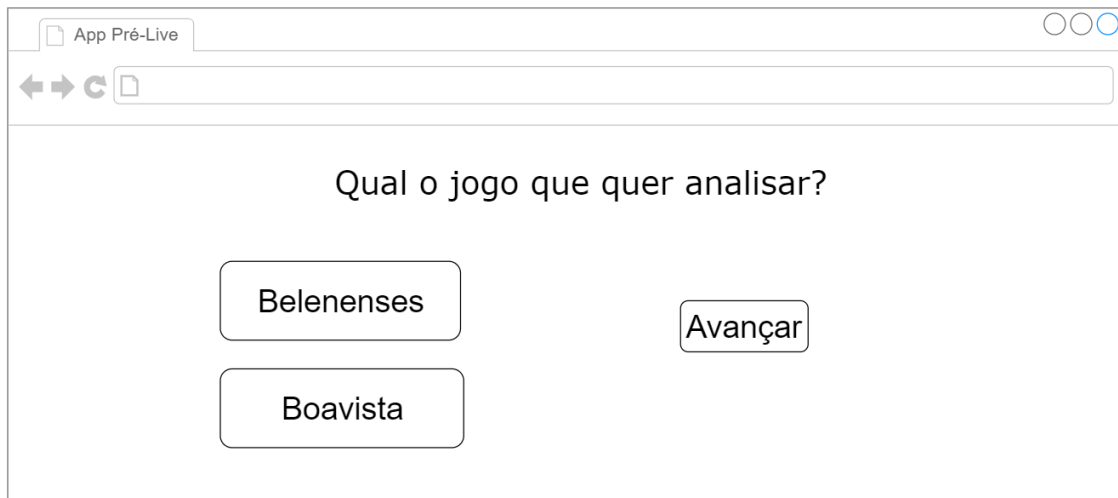 App Pré-Live
Qual o jogo que quer analisar?
Belenenses
Avançar
Boavista